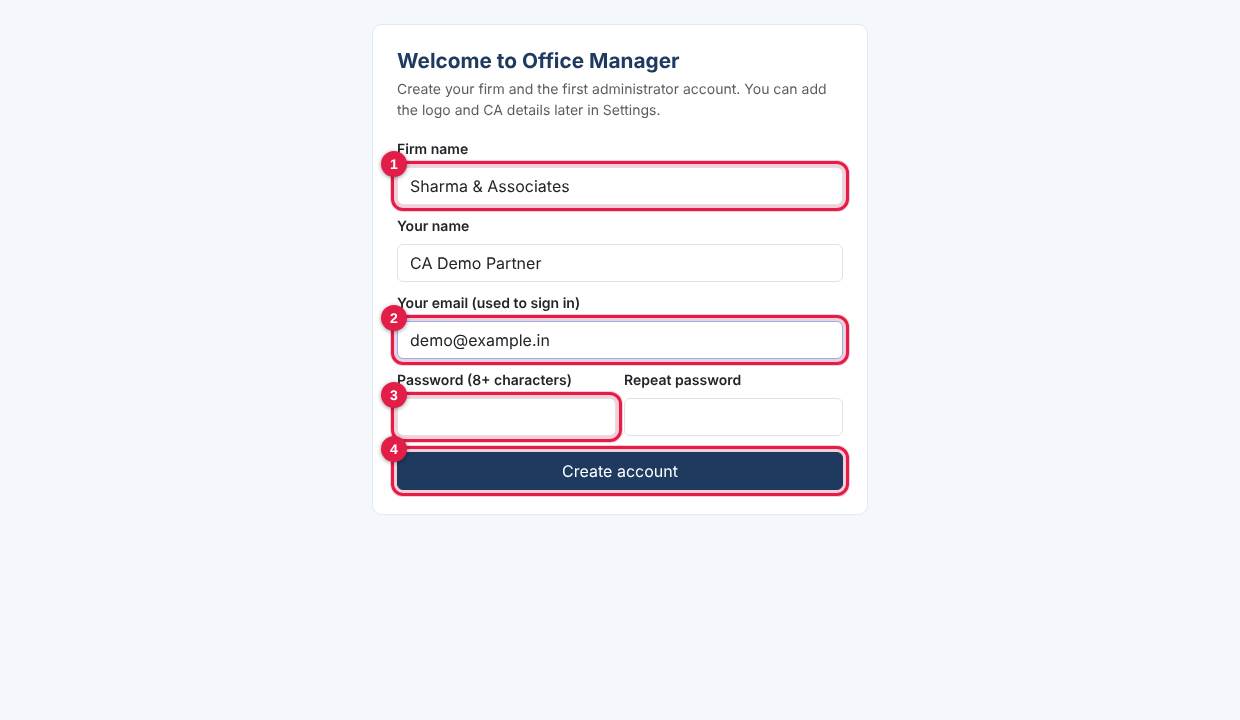 Welcome to Office Manager
Create your firm and the first administrator account. You can add
the logo and CA details later in Settings.
Firm name
1
Sharma & Associates
Your name
CA Demo Partner
Your email (used to sign in)
2
demo@example.in
Password (8+ characters) Repeat password
3
4
Create account